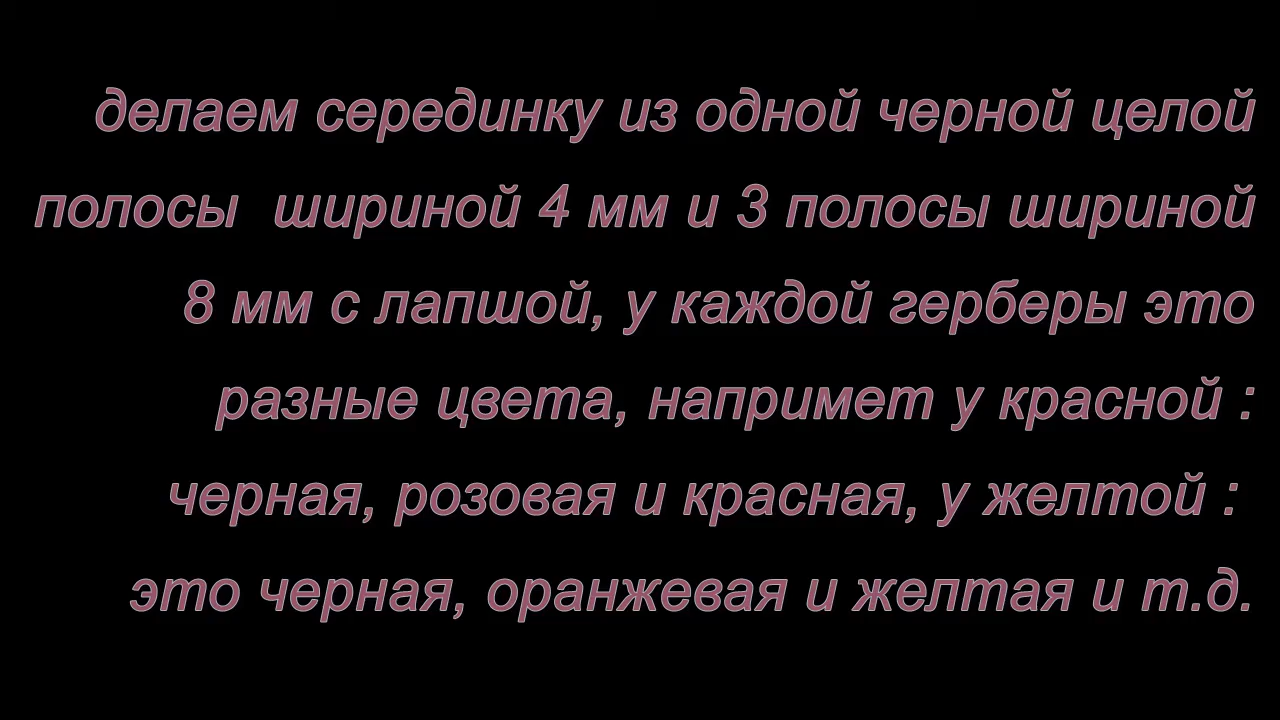 делаем серединку из одной черной целой
полосы  шириной 4 мм и 3 полосы шириной
8 мм с лапшой, у каждой герберы это
разные цвета, напримет у красной :
черная, розовая и красная, у желтой :
это черная, оранжевая и желтая и т.д.